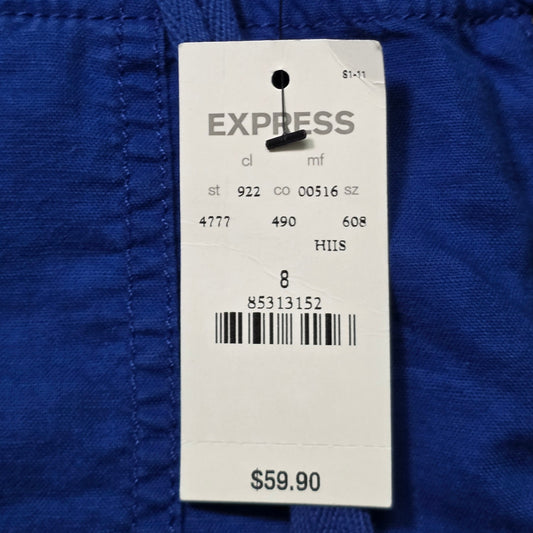 S1-11
EXPRESS
cl mf
st 922 co 00516 sz
4777 490 608
HIIS
8
85313152
$59.90